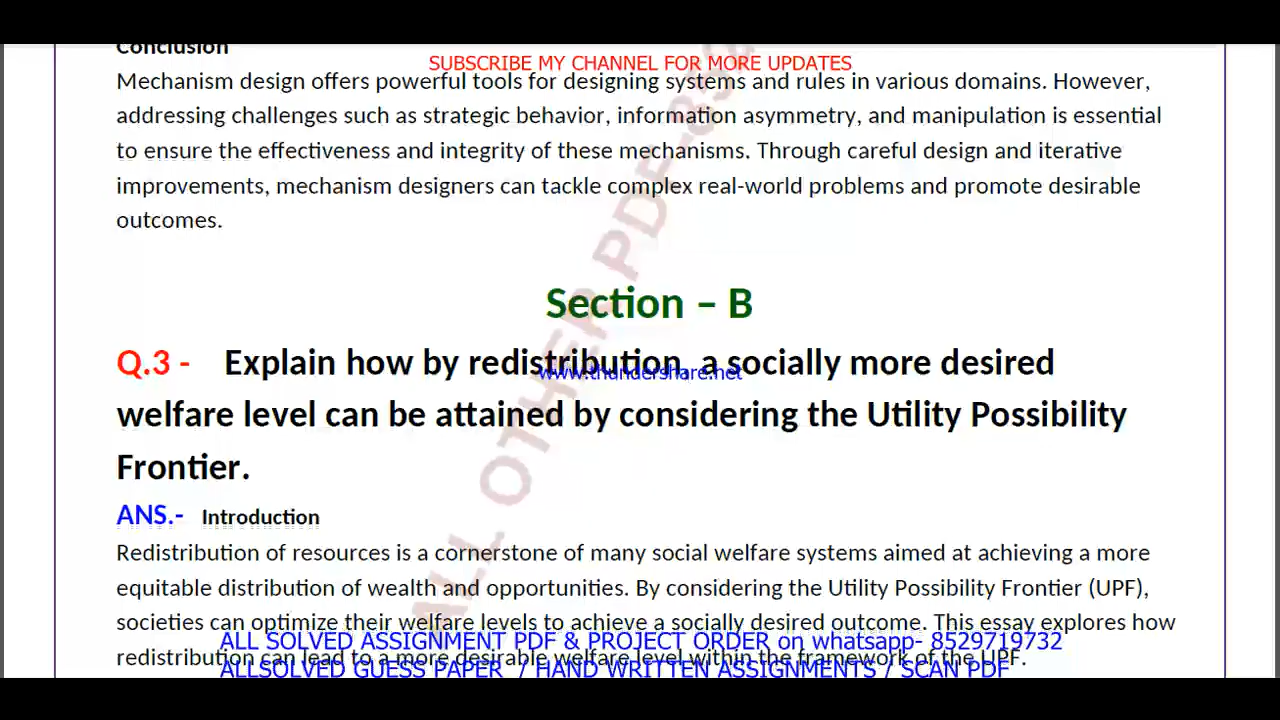 Conclusion
SUBSCRIBE MY CHANNEL FOR MORE UPDATES
Mechanism design offers powerful tools for designing systems and rules in various domains. However,
addressing challenges such as strategic behavior, information asymmetry, and manipulation is essential
to ensure the effectiveness and integrity of these mechanisms. Through careful design and iterative
improvements, mechanism designers can tackle complex real-world problems and promote desirable
outcomes.
Section – B
Q.3 - Explain how by redistribution, a socially more desired
www.thundershare.net
welfare level can be attained by considering the Utility Possibility
Frontier.
ANS.- Introduction
Redistribution of resources is a cornerstone of many social welfare systems aimed at achieving a more
equitable distribution of wealth and opportunities. By considering the Utility Possibility Frontier (UPF),
societies can optimize their welfare levels to achieve a socially desired outcome. This essay explores how
ALL SOLVED ASSIGNMENT PDF & PROJECT ORDER on whatsapp- 8529719732
redistribution can lead to a more desirable welfare level within the framework of the UPF.
ALLSOLVED GUESS PAPER / HAND WRITTEN ASSIGNMENTS / SCAN PDF
ALL OTHER PDF-852